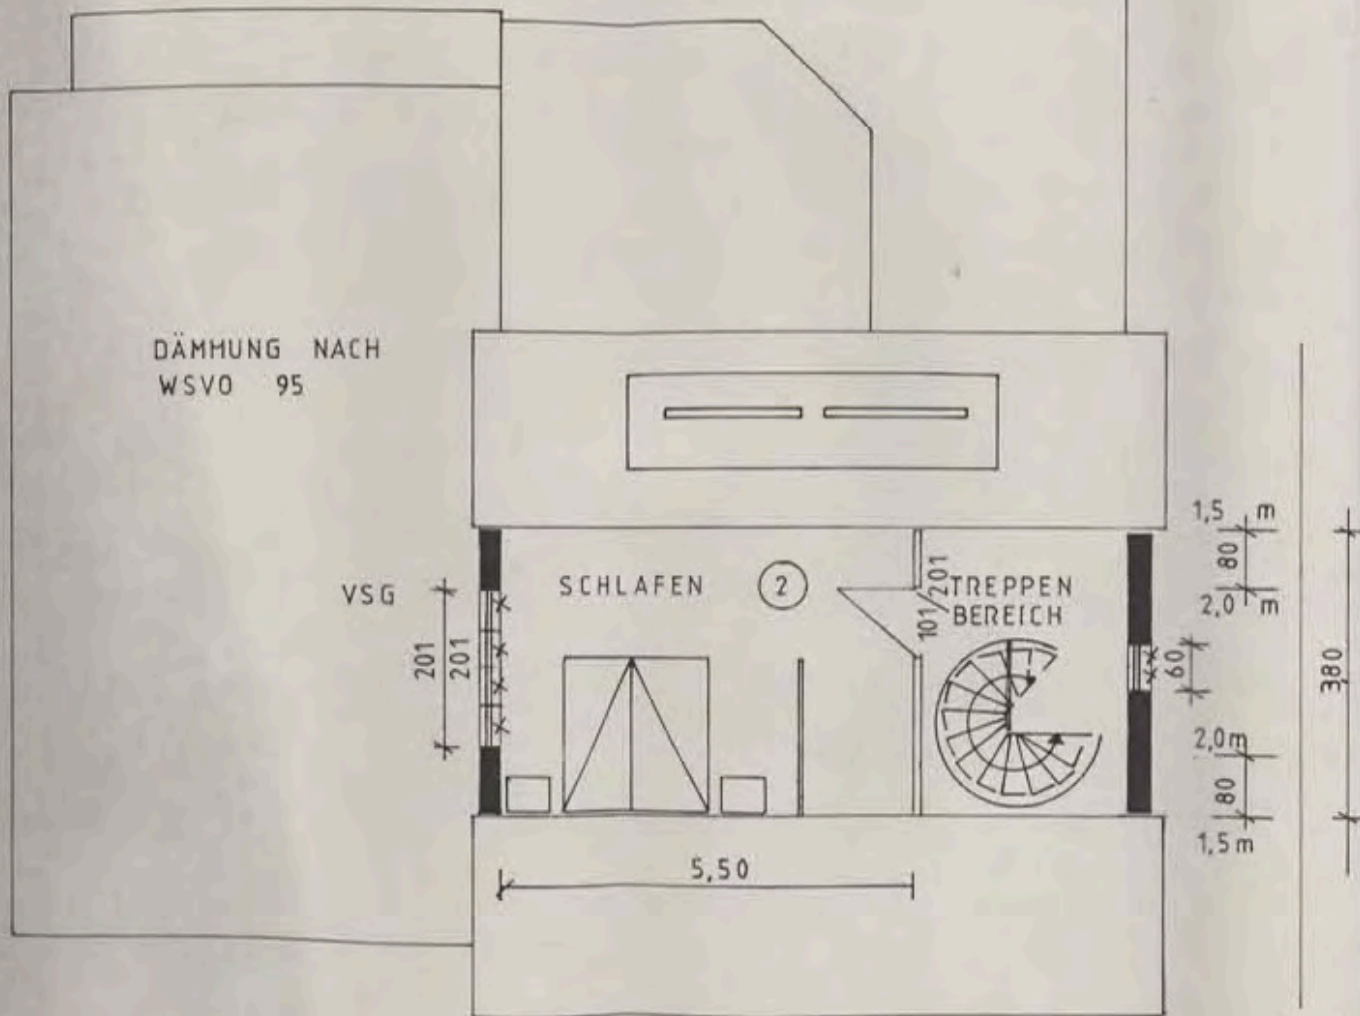 DÄMMUNG NACH
WSVO 95
VSG
201
201
SCHLAFEN
2
101/201
TREPPEN
BEREICH
1,5 m
80
2,0 m
60
2,0m
80
1,5m
380
5,50